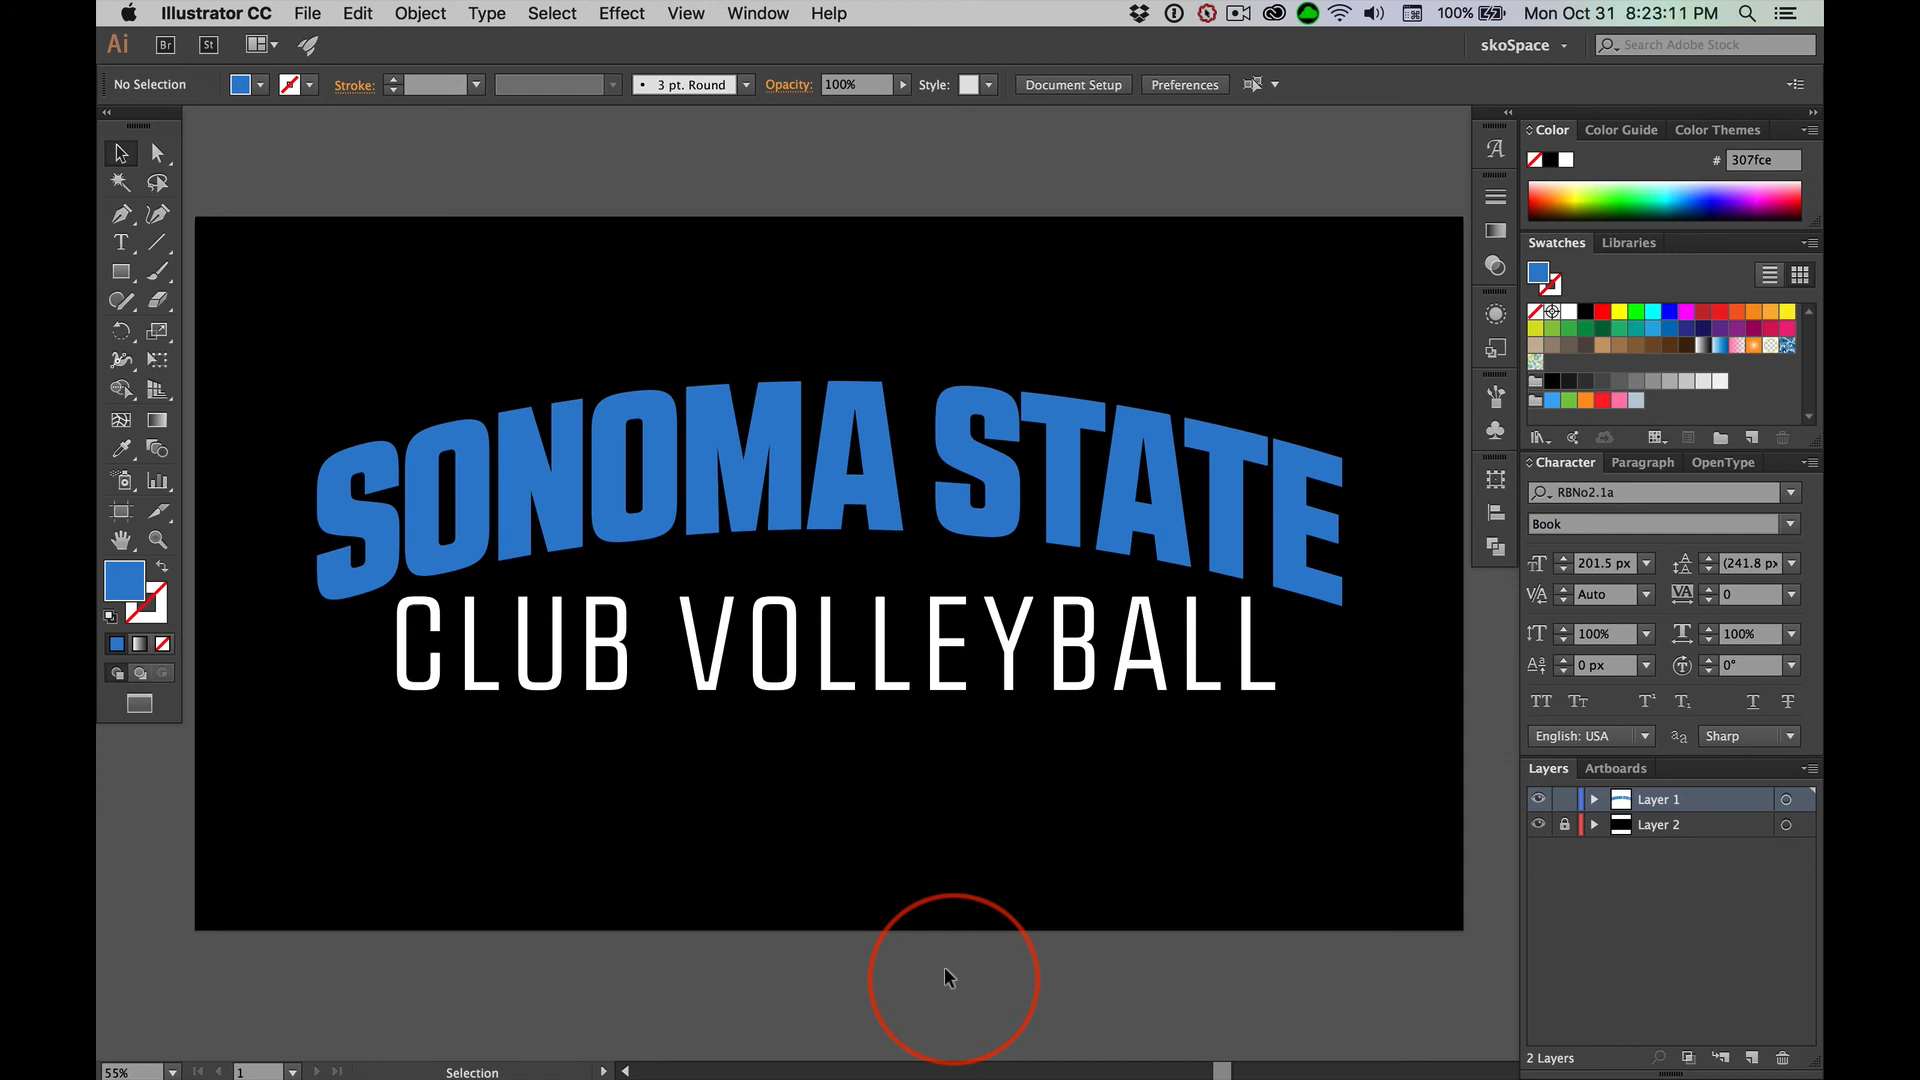 Illustrator CC File Edit Object Type Select Effect View Window Help 100% Mon Oct 31 8:23:11 PM
Ai Br St skoSpace Search Adobe Stock
No Selection Stroke: 3 pt. Round Opacity: 100% Style: Document Setup Preferences
Color Color Guide Color Themes
# 307fce
Swatches Libraries
SONOMA STATE
CLUB VOLLEYBALL
Character Paragraph OpenType
RBNo2.1a
Book
201.5 px (241.8 px
Auto 0
100% 100%
0 px 0°
English: USA Sharp
Layers Artboards
Layer 1
Layer 2
2 Layers
55% 1 Selection